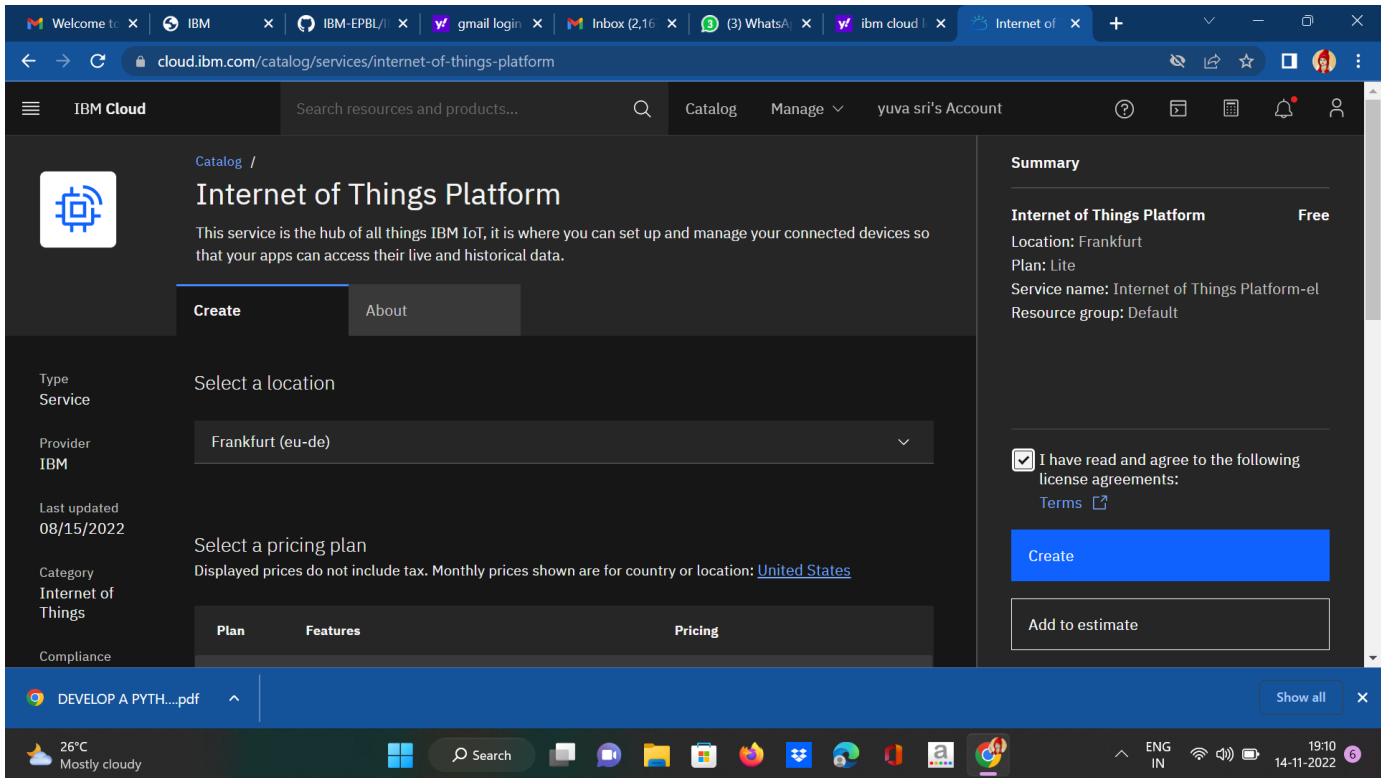 Welcome to
IBM
IBM-EPBL/I
gmail login
Inbox (2,16
(3) WhatsA
ibm cloud l
Internet of
cloud.ibm.com/catalog/services/internet-of-things-platform
IBM Cloud
Search resources and products...
Catalog
Manage
yuva sri's Account
Catalog /
Internet of Things Platform
This service is the hub of all things IBM IoT, it is where you can set up and manage your connected devices so
that your apps can access their live and historical data.
Create
About
Type
Service
Provider
IBM
Last updated
08/15/2022
Category
Internet of
Things
Compliance
Select a location
Frankfurt (eu-de)
Select a pricing plan
Displayed prices do not include tax. Monthly prices shown are for country or location: United States
Plan Features Pricing
Summary
Internet of Things Platform Free
Location: Frankfurt
Plan: Lite
Service name: Internet of Things Platform-el
Resource group: Default
I have read and agree to the following
license agreements:
Terms
Create
Add to estimate
DEVELOP A PYTH....pdf
Show all
26°C
Mostly cloudy
Search
ENG
IN
19:10
14-11-2022
6